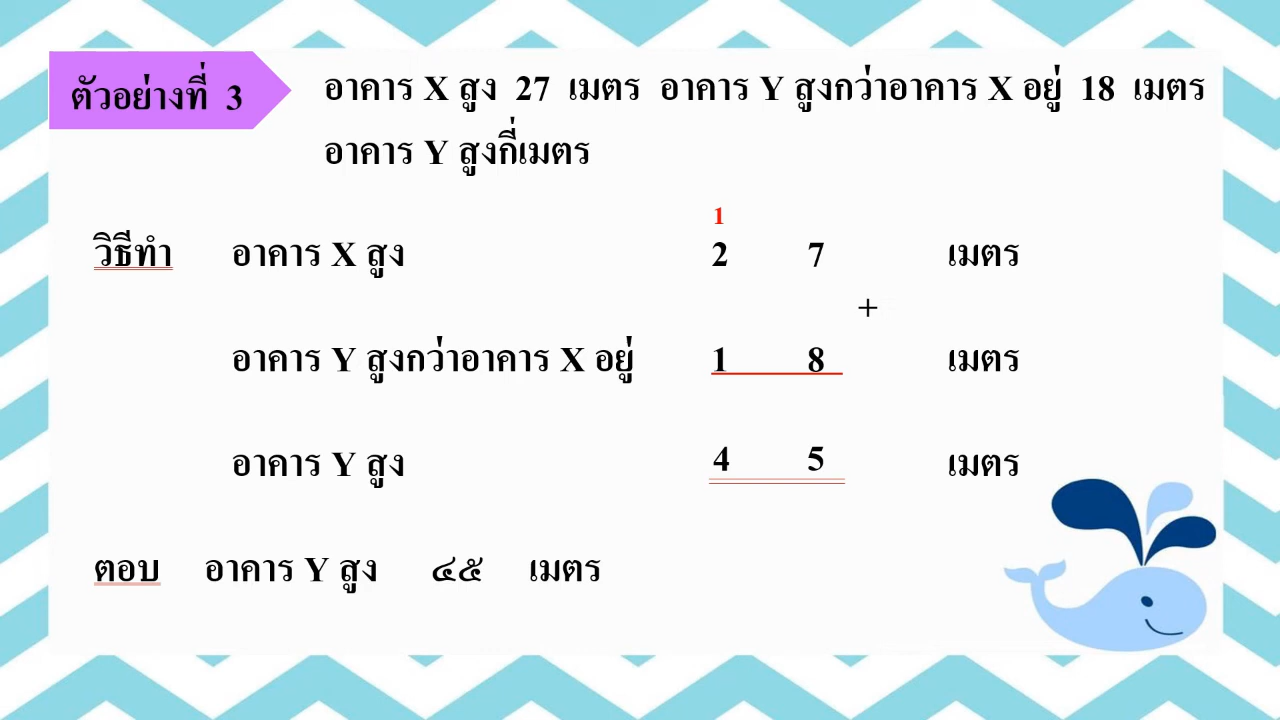 ตัวอย่างที่ 3
อาคาร X สูง 27 เมตร อาคาร Y สูงกว่าอาคาร X อยู่ 18 เมตร
อาคาร Y สูงกี่เมตร
1
วิธีทำ อาคาร X สูง 2 7 เมตร
+
อาคาร Y สูงกว่าอาคาร X อยู่ 1 8 เมตร
อาคาร Y สูง 4 5 เมตร
ตอบ อาคาร Y สูง ๔๕ เมตร